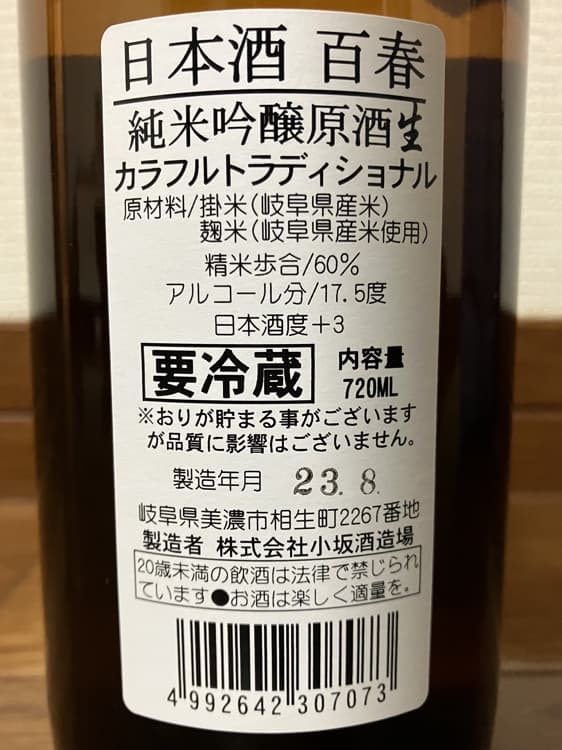 日本酒 百春
純米吟醸原酒生
カラフルトラディショナル
原材料/掛米(岐阜県産米)
麹米(岐阜県産米使用)
精米歩合/60%
アルコール分/17.5度
日本酒度+3
要冷蔵 内容量 720ML
※おりが貯まる事がございます
が品質に影響はございません。
製造年月 23.8.
岐阜県美濃市相生町2267番地
製造者 株式会社小坂酒造場
20歳未満の飲酒は法律で禁じられ
ています●お酒は楽しく適量を。
4 992642 307073